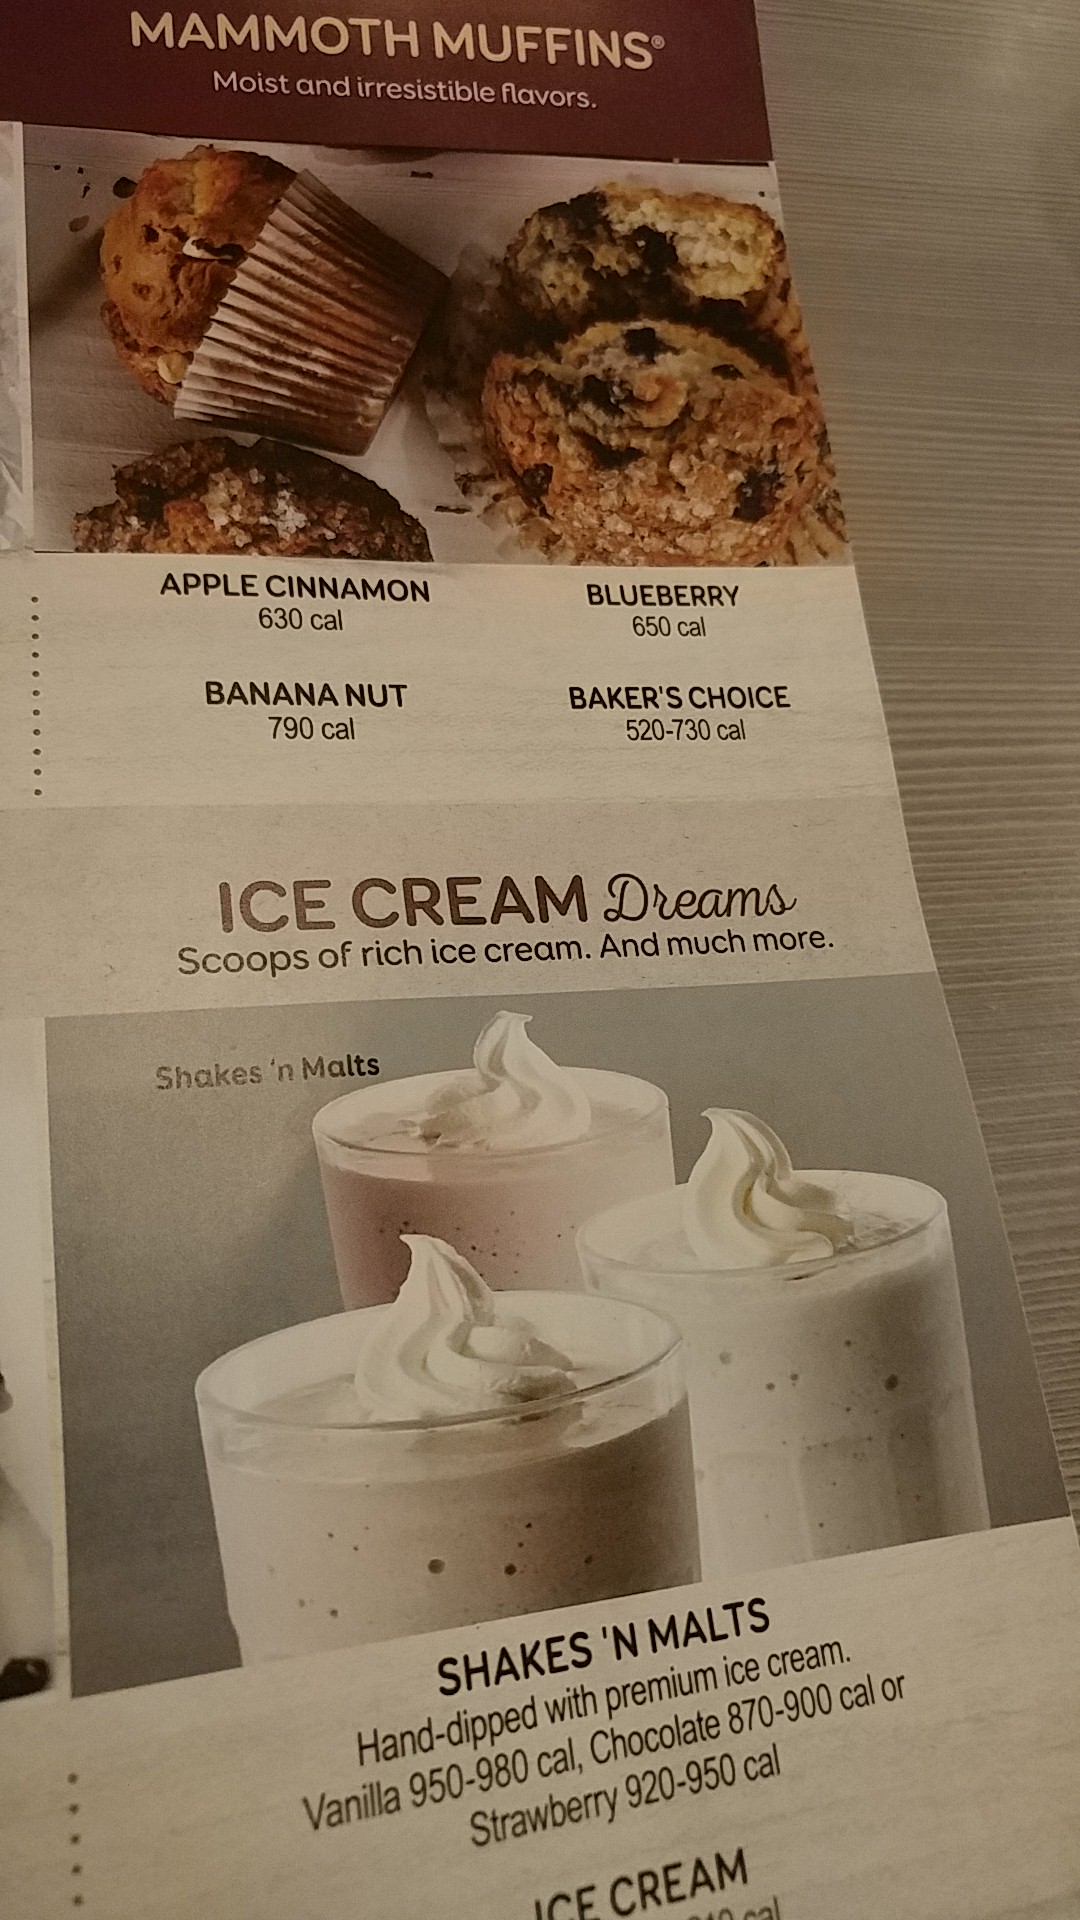 MAMMOTH MUFFINS®
Moist and irresistible flavors.
APPLE CINNAMON
630 cal
BLUEBERRY
650 cal
BANANA NUT
790 cal
BAKER'S CHOICE
520-730 cal
ICE CREAM Dreams
Scoops of rich ice cream. And much more.
Shakes 'n Malts
SHAKES 'N MALTS
Hand-dipped with premium ice cream.
Vanilla 950-980 cal, Chocolate 870-900 cal or
Strawberry 920-950 cal
ICE CREAM
cal